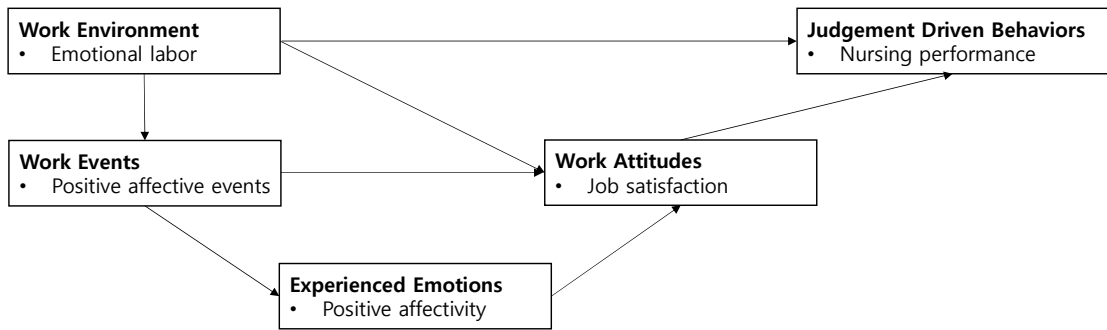 Work Environment
• Emotional labor
Judgement Driven Behaviors
• Nursing performance
Work Events
• Positive affective events
Work Attitudes
• Job satisfaction
Experienced Emotions
• Positive affectivity